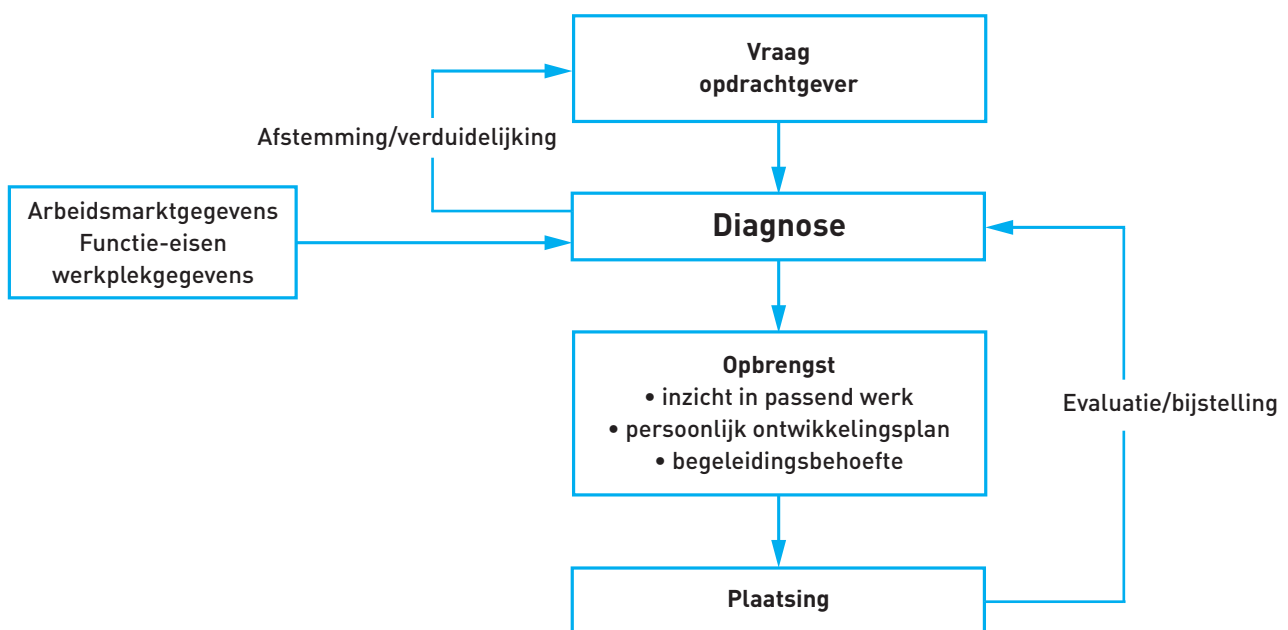 Vraag
opdrachtgever
Afstemming/verduidelijking
Arbeidsmarktgegevens
Functie-eisen
werkplekgegevens
Diagnose
Opbrengst
• inzicht in passend werk
• persoonlijk ontwikkelingsplan
• begeleidingsbehoefte
Evaluatie/bijstelling
Plaatsing